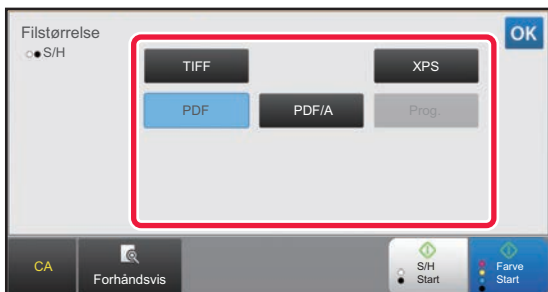 Filstørrelse
S/H
OK
TIFF
XPS
PDF
PDF/A
Prog.
CA
Forhåndsvis
S/H
Start
Farve
Start